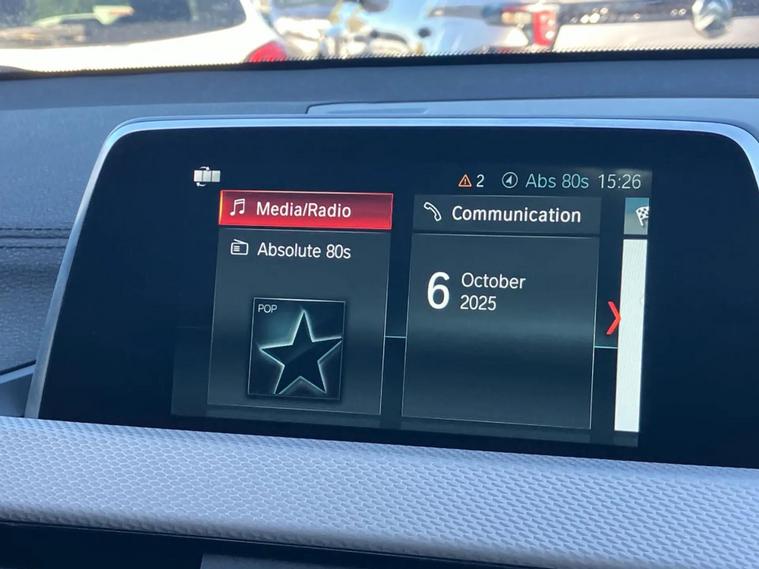 2 Abs 80s 15:26
Media/Radio
Communication
Absolute 80s
6 October
2025
POP